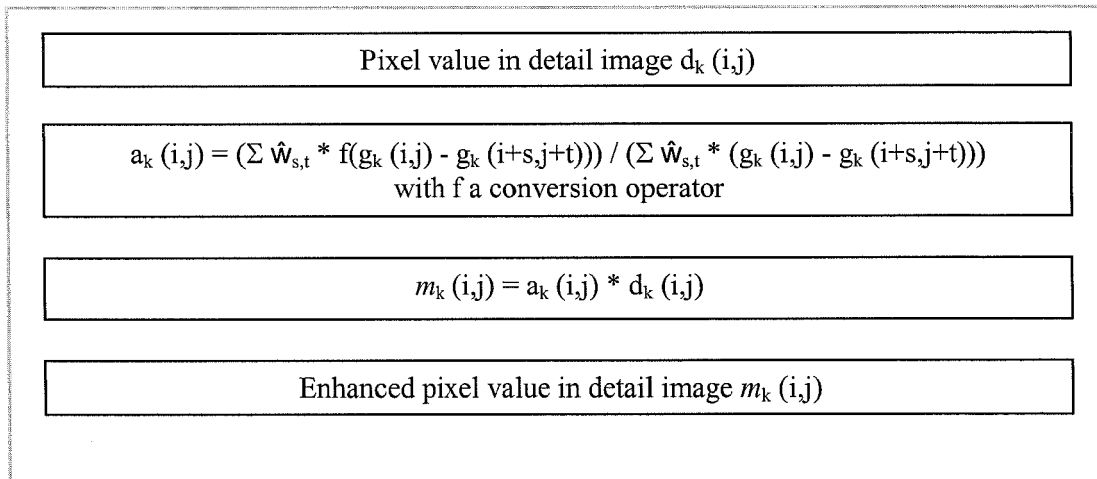 Pixel value in detail image dₖ (i,j)
aₖ (i,j) = (Σ ŵₛ,ₜ * f(gₖ (i,j) - gₖ (i+s,j+t))) / (Σ ŵₛ,ₜ * (gₖ (i,j) - gₖ (i+s,j+t)))
with f a conversion operator
mₖ (i,j) = aₖ (i,j) * dₖ (i,j)
Enhanced pixel value in detail image mₖ (i,j)